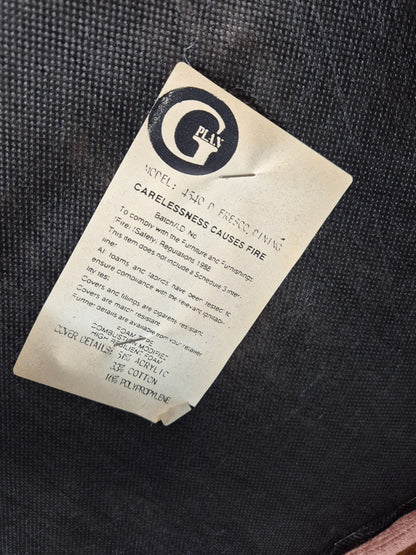 G PLAN
MODEL: 4540 D FRESCO DINING
CARELESSNESS CAUSES FIRE
Batch/I.D. No
To comply with the Furniture and Furnishings
(Fire) (Safety) Regulations 1988
This item does not include a Schedule 3 inter-
liner
All foams and fabrics have been tested to
ensure compliance with the relevant ignitabi-
lity test
Covers and fillings are cigarette resistant
Covers are match resistant
Further details are available from your retailer
FOAM TYPE
COMBUSTION MODIFIED
HIGH RESILIENT FOAM
COVER DETAILS: ACRYLIC
33% COTTON
POLYPROPYLENE